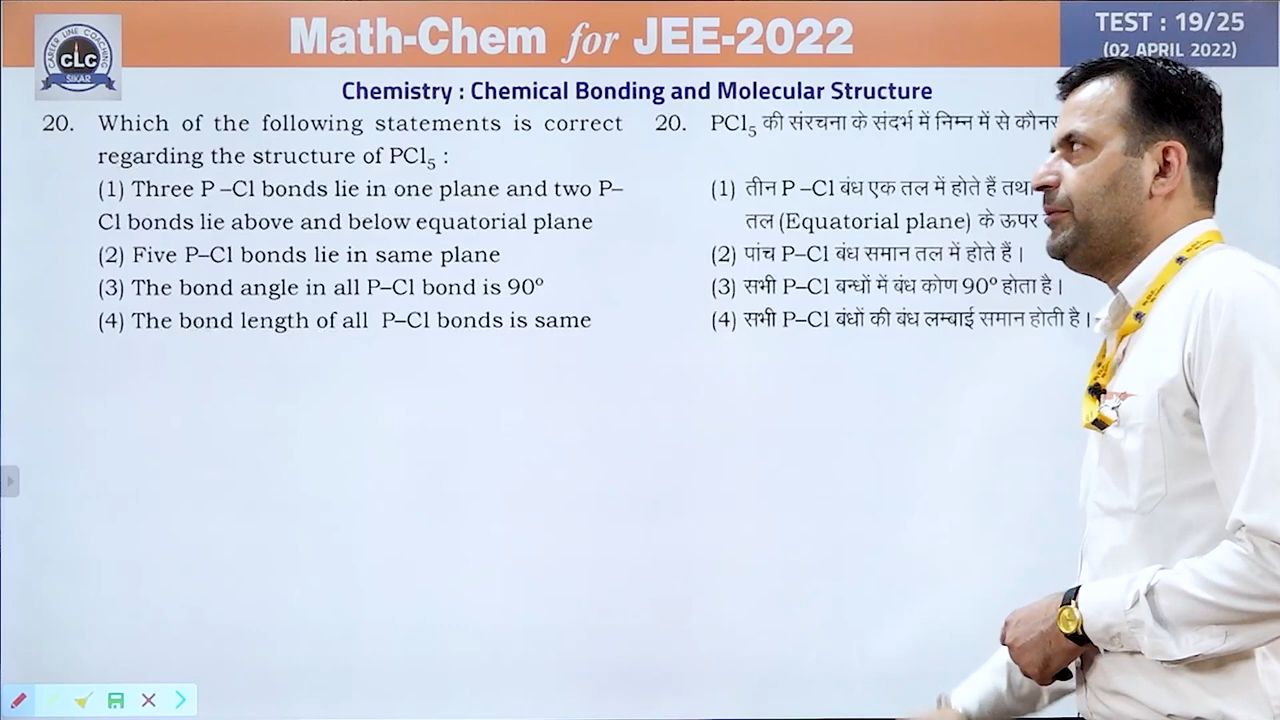 Math-Chem for JEE-2022
TEST : 19/25
(02 APRIL 2022)
CAREER LINE COACHING
CLC
SIKAR
Chemistry : Chemical Bonding and Molecular Structure
20. Which of the following statements is correct
regarding the structure of PCl₅ :
(1) Three P –Cl bonds lie in one plane and two P–
Cl bonds lie above and below equatorial plane
(2) Five P–Cl bonds lie in same plane
(3) The bond angle in all P–Cl bond is 90°
(4) The bond length of all P–Cl bonds is same
20. PCl₅ की संरचना के संदर्भ में निम्न में से
(1) तीन P –Cl बंध एक तल में होते हैं तथा
तल (Equatorial plane) के ऊपर
(2) पांच P–Cl बंध समान तल में होते हैं।
(3) सभी P–Cl बन्धों में बंध कोण 90° होता है।
(4) सभी P–Cl बंधों की बंध लम्बाई समान होती है।